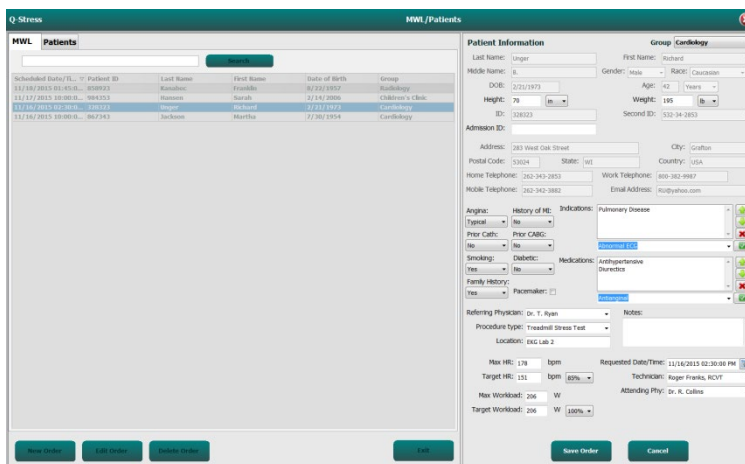 Q-Stress MWL/Patients
MWL Patients
Search
Scheduled Date/Ti... Patient ID Last Name First Name Date of Birth Group
11/18/2015 01:45:0... 858923 Ranahez Franklin 8/22/1957 Radiology
11/17/2015 10:00:0... 984353 Hansen Sarah 2/14/2006 Children's Clinic
11/16/2015 02:30:0... 328323 Unger Richard 2/21/1973 Cardiology
11/16/2015 10:00:0... 867343 Jackson Martha 7/30/1954 Cardiology
New Order Edit Order Delete Order Exit
Patient Information Group Cardiology
Last Name: Unger First Name: Richard
Middle Name: R. Gender: Male Race: Caucasian
DOB: 2/21/1973 Age: 42 Years
Height: 70 in Weight: 195 lb
ID: 328323 Second ID: 532-34-2853
Admission ID:
Address: 283 West Oak Street City: Grafton
Postal Code: 53024 State: WI Country: USA
Home Telephone: 262-343-2853 Work Telephone: 800-382-9987
Mobile Telephone: 262-342-3882 Email Address: RU@yahoo.com
Angina: History of MI: Indications: Pulmonary Disease
Typical No
Prior Cath: Prior CABG:
No No Abnormal ECG
Smoking: Diabetic: Medications: Antihypertensive
Yes No Diurectics
Family History:
Yes Pacemaker: Antianginal
Referring Physician: Dr. T. Ryan Notes:
Procedure type: Treadmill Stress Test
Location: EKG Lab 2
Max HR: 178 bpm Requested Date/Time: 11/16/2015 02:30:00 PM
Target HR: 151 bpm 85% Technician: Roger Franks, RCVT
Attending Phy: Dr. R. Collins
Max Workload: 206 W
Target Workload: 206 W 100%
Save Order Cancel